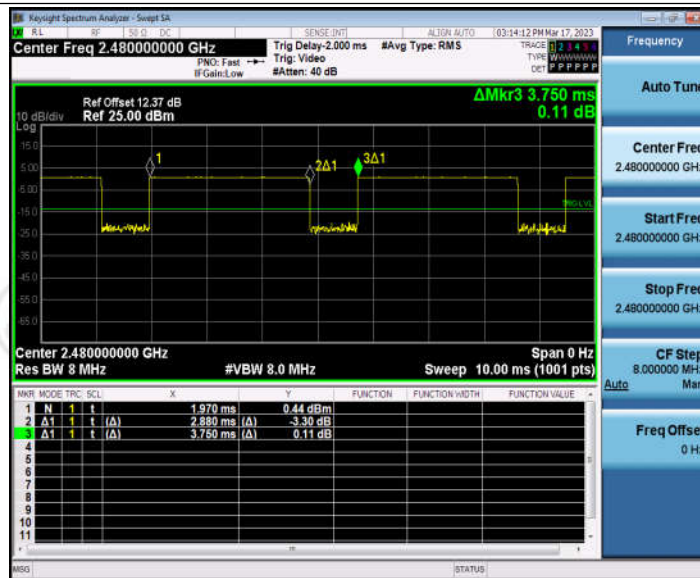 Keysight Spectrum Analyzer - Swept SA
RL RF 50 Ω DC SENSE:INT ALIGN AUTO 03:14:12 PM Mar 17, 2023
Center Freq 2.480000000 GHz
PNO: Fast
IFGain:Low
Trig Delay-2.000 ms
Trig: Video
#Atten: 40 dB
#Avg Type: RMS
TRACE 1 2 3 4 5 6
TYPE WWWWWW
DET P P P P P P
Ref Offset 12.37 dB
Ref 25.00 dBm
10 dB/div
Log
ΔMkr3 3.750 ms
0.11 dB
15.0
5.00
-5.00
-15.0
-25.0
-35.0
-45.0
-55.0
-65.0
1
2Δ1
3Δ1
TRIG LVL
Center 2.480000000 GHz Span 0 Hz
Res BW 8 MHz #VBW 8.0 MHz Sweep 10.00 ms (1001 pts)
MKR MODE TRC SCL X Y FUNCTION FUNCTION WIDTH FUNCTION VALUE
1 N 1 t 1.970 ms 0.44 dBm
2 Δ1 1 t (Δ) 2.880 ms (Δ) -3.30 dB
3 Δ1 1 t (Δ) 3.750 ms (Δ) 0.11 dB
4
5
6
7
8
9
10
11
MSG STATUS
Frequency
Auto Tune
Center Freq
2.480000000 GHz
Start Freq
2.480000000 GHz
Stop Freq
2.480000000 GHz
CF Step
8.000000 MHz
Auto Man
Freq Offset
0 Hz